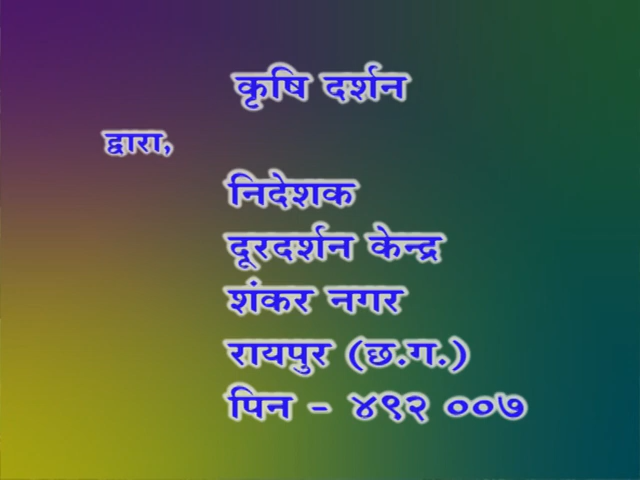 कृषि दर्शन
द्वारा,
निदेशक
दूरदर्शन केन्द्र
शंकर नगर
रायपुर (छ.ग.)
पिन - ४९२ ००७